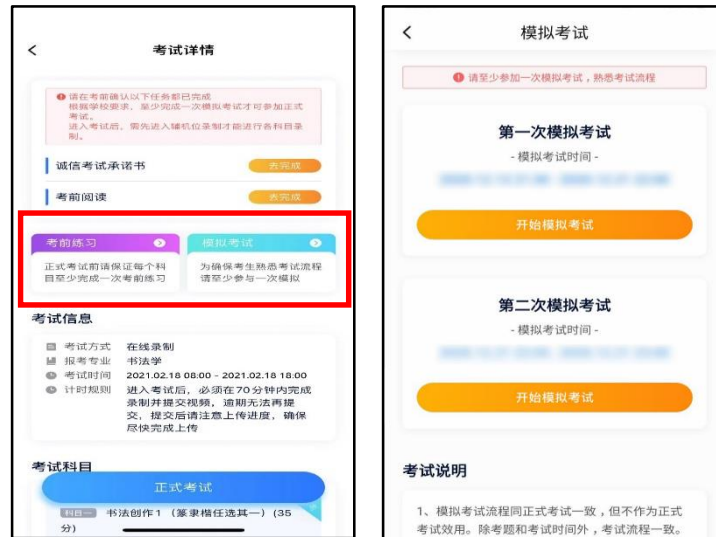 考试详情
请在考前确认以下任务都已完成
根据学校要求，至少完成一次模拟考试才可参加正式
考试。
进入考试后，需先进入辅机位录制才能进行各科目录
制。
诚信考试承诺书
去完成
考前阅读
去完成
考前练习
正式考试前请保证每个科
目至少完成一次考前练习
模拟考试
为确保考生熟悉考试流程
请至少参与一次模拟
考试信息
考试方式 在线录制
报考专业 书法学
考试时间 2021.02.18 08:00 - 2021.02.18 18:00
计时规则 进入考试后，必须在70分钟内完成
录制并提交视频，逾期无法再提
交，提交后请注意上传进度，确保
尽快完成上传
考试科目
正式考试
科目一 书法创作1 （篆隶楷任选其一）(35
分)
模拟考试
请至少参加一次模拟考试，熟悉考试流程
第一次模拟考试
- 模拟考试时间 -
开始模拟考试
第二次模拟考试
- 模拟考试时间 -
开始模拟考试
考试说明
1、模拟考试流程同正式考试一致，但不作为正式
考试效用。除考题和考试时间外，考试流程一致。